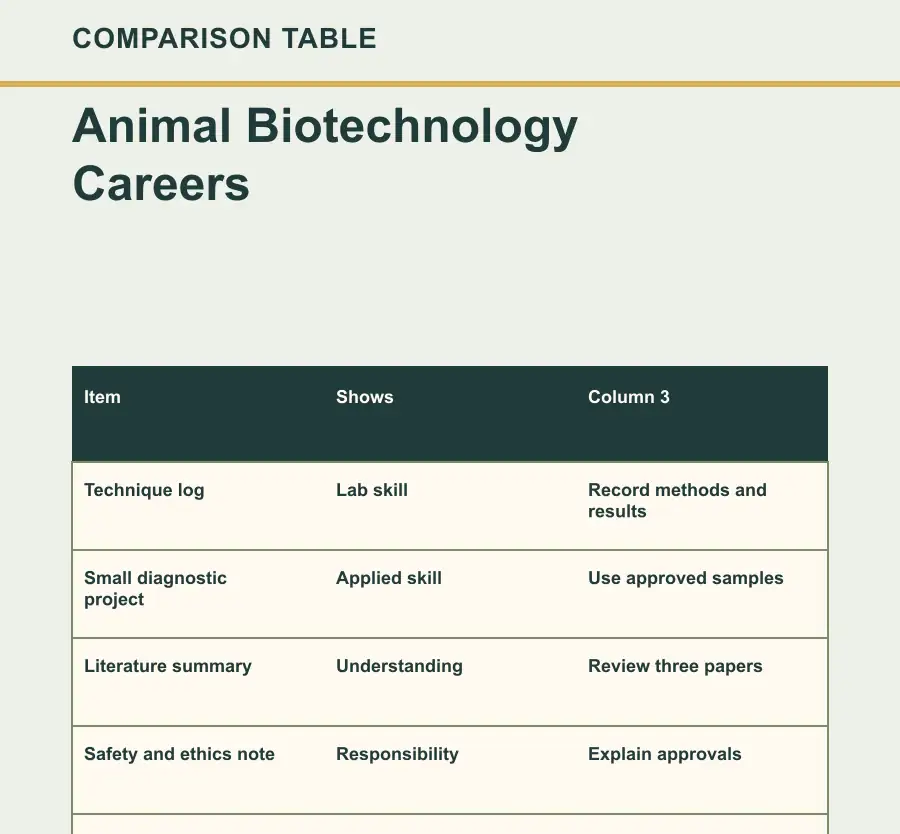 COMPARISON TABLE
Animal Biotechnology
Careers
Item Shows Column 3
Technique log Lab skill Record methods and
results
Small diagnostic Applied skill Use approved samples
project
Literature summary Understanding Review three papers
Safety and ethics note Responsibility Explain approvals